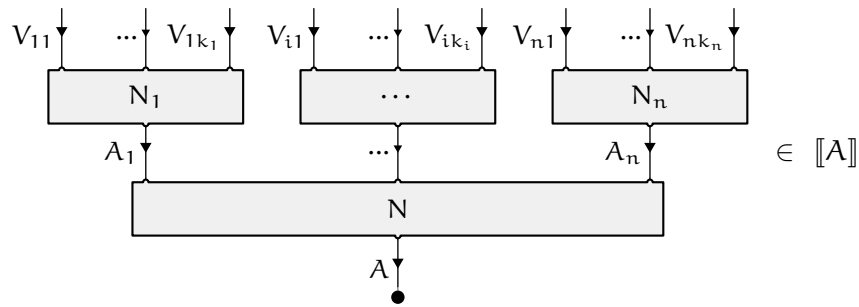 V₁₁ ... V₁ₖ₁ Vᵢ₁ ... Vᵢₖᵢ Vₙ₁ ... Vₙₖₙ
N₁ ... Nₙ
A₁ ... Aₙ ∈ ⟦A⟧
N
A